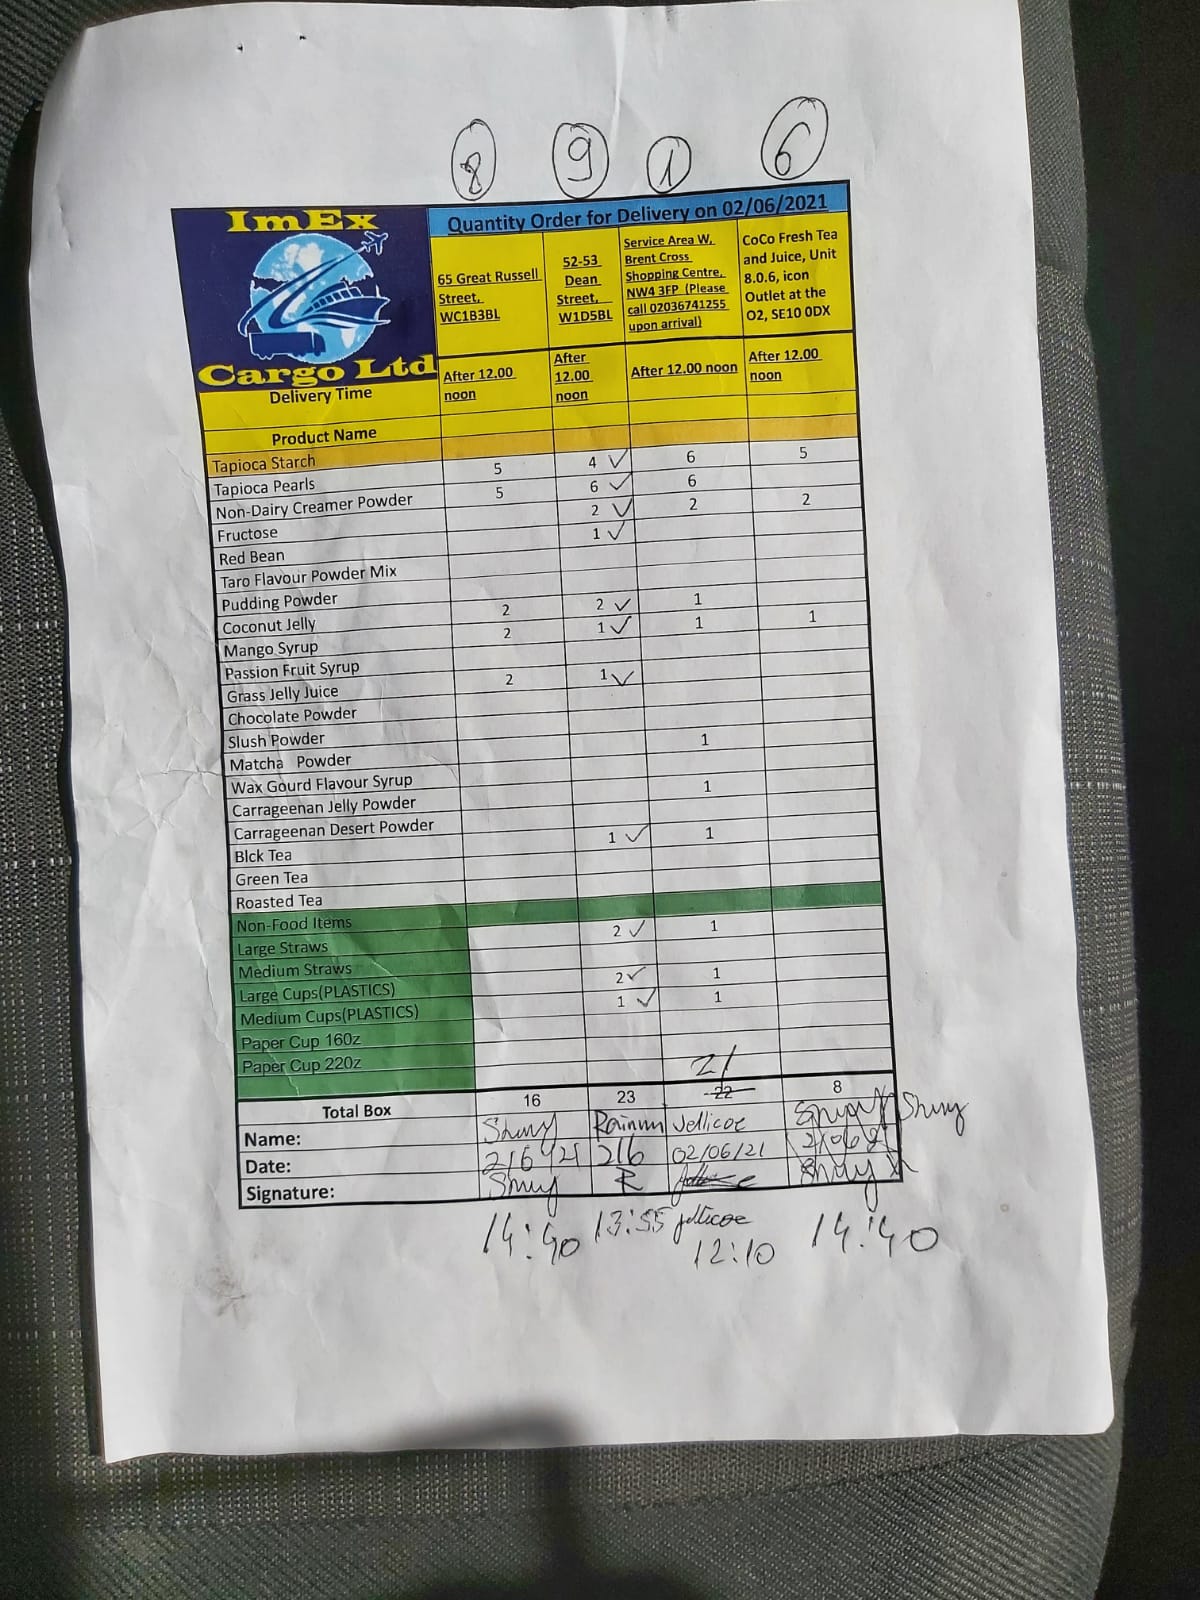 8 9 1 6
ImEx
Cargo Ltd
Quantity Order for Delivery on 02/06/2021
65 Great Russell
Street,
WC1B3BL
52-53
Dean
Street,
W1D5BL
Service Area W,
Brent Cross
Shopping Centre,
NW4 3FP (Please
call 02036741255
upon arrival)
CoCo Fresh Tea
and Juice, Unit
8.0.6, icon
Outlet at the
O2, SE10 0DX
Delivery Time
After 12.00
noon
After
12.00
noon
After 12.00 noon
After 12.00
noon
Product Name
Tapioca Starch
Tapioca Pearls 5 4 ✓ 6 5
Non-Dairy Creamer Powder 5 6 ✓ 6
Fructose 2 ✓ 2 2
Red Bean 1 ✓
Taro Flavour Powder Mix
Pudding Powder
Coconut Jelly 2 2 ✓ 1
Mango Syrup 2 1 ✓ 1 1
Passion Fruit Syrup
Grass Jelly Juice 2 1 ✓
Chocolate Powder
Slush Powder
Matcha Powder 1
Wax Gourd Flavour Syrup
Carrageenan Jelly Powder 1
Carrageenan Desert Powder
Blck Tea 1 ✓ 1
Green Tea
Roasted Tea
Non-Food Items
Large Straws 2 ✓ 1
Medium Straws
Large Cups(PLASTICS) 2 ✓ 1
Medium Cups(PLASTICS) 1 ✓ 1
Paper Cup 16oz
Paper Cup 22oz
21
Total Box 16 23 22 8
Name: Jellicoe
Date: 2/6/21 2/6 02/06/21 2/06/21
Signature: R
14:40 13:55 jellicoe 14:40
12:10